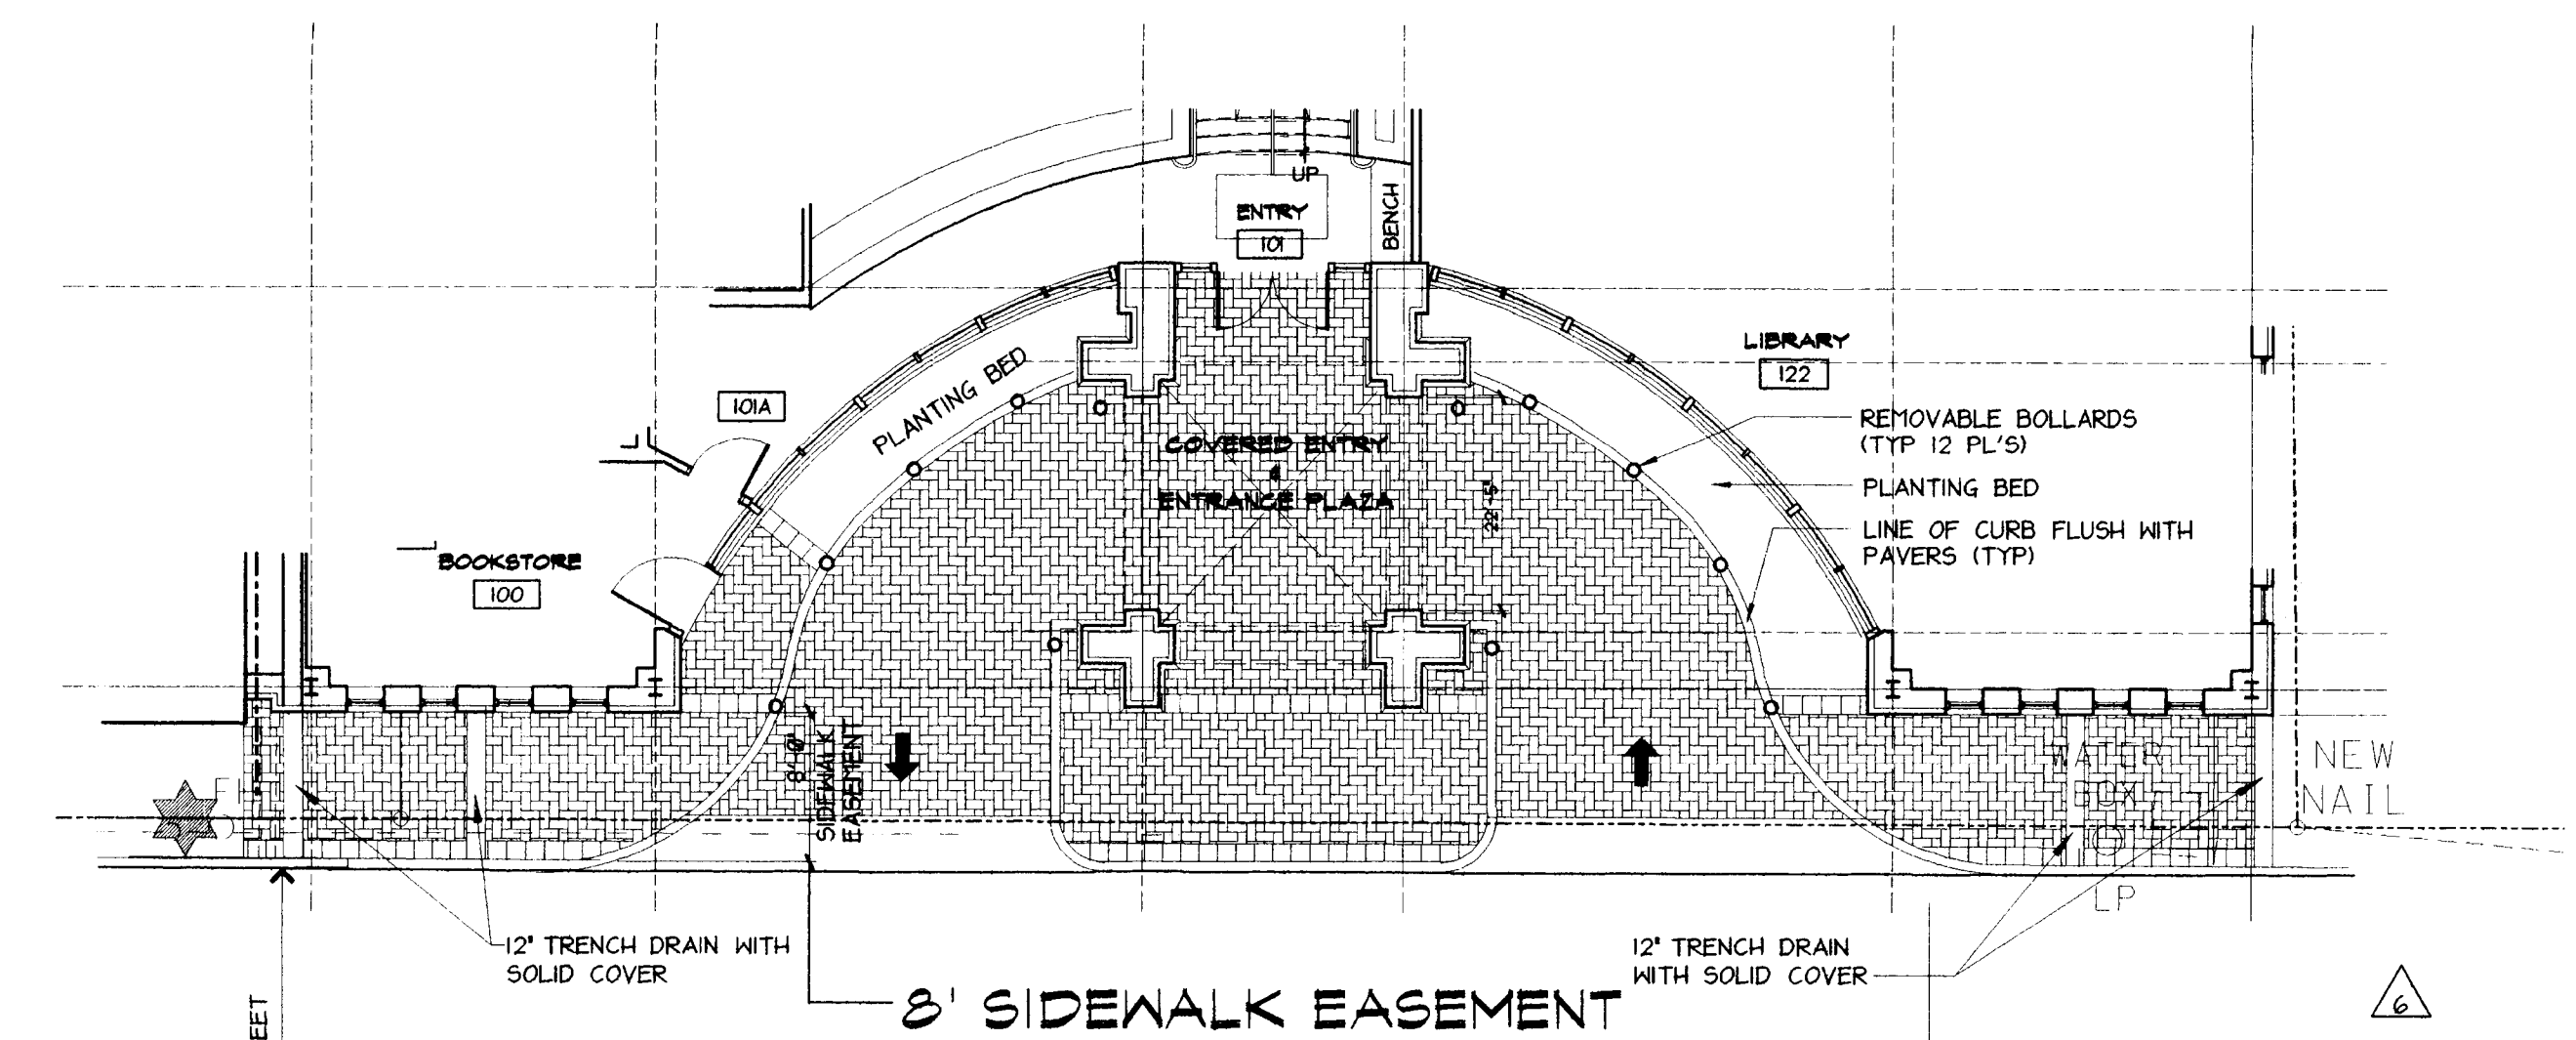 UP
ENTRY
101
BENCH
LIBRARY
122
PLANTING BED
101A
REMOVABLE BOLLARDS
(TYP 12 PL'S)
COVERED ENTRY
&
ENTRANCE PLAZA
22'-5"
PLANTING BED
LINE OF CURB FLUSH WITH
PAVERS (TYP)
BOOKSTORE
100
8'-0"
SIDEWALK
EASEMENT
WATER
BOX
NEW
NAIL
LP
12" TRENCH DRAIN WITH
SOLID COVER
12" TRENCH DRAIN
WITH SOLID COVER
8' SIDEWALK EASEMENT
EET
6